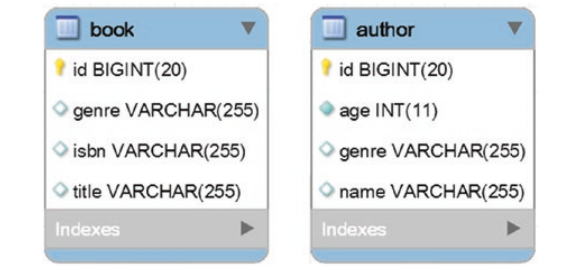 book
id BIGINT(20)
genre VARCHAR(255)
isbn VARCHAR(255)
title VARCHAR(255)
Indexes
author
id BIGINT(20)
age INT(11)
genre VARCHAR(255)
name VARCHAR(255)
Indexes